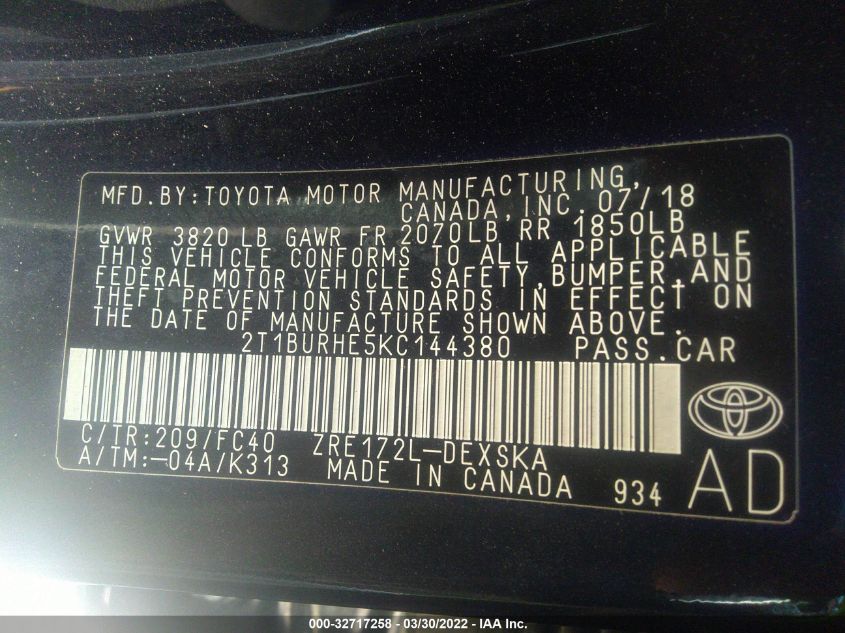 MFD.BY:TOYOTA MOTOR MANUFACTURING,
CANADA, INC. 07/18
GVWR 3820 LB GAWR FR 2070LB RR 1850LB
THIS VEHICLE CONFORMS TO ALL APPLICABLE
FEDERAL MOTOR VEHICLE SAFETY, BUMPER, AND
THEFT PREVENTION STANDARDS IN EFFECT ON
THE DATE OF MANUFACTURE SHOWN ABOVE.
2T1BURHE5KC144380 PASS.CAR
C/TR:209/FC40 ZRE172L-DEXSKA
A/TM:-04A/K313 MADE IN CANADA 934
AD
000-32717258 - 03/30/2022 - IAA Inc.